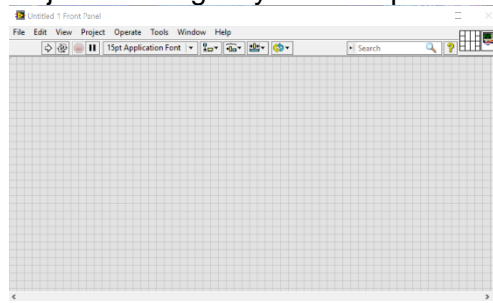 Untitled 1 Front Panel
File Edit View Project Operate Tools Window Help
15pt Application Font Search ?